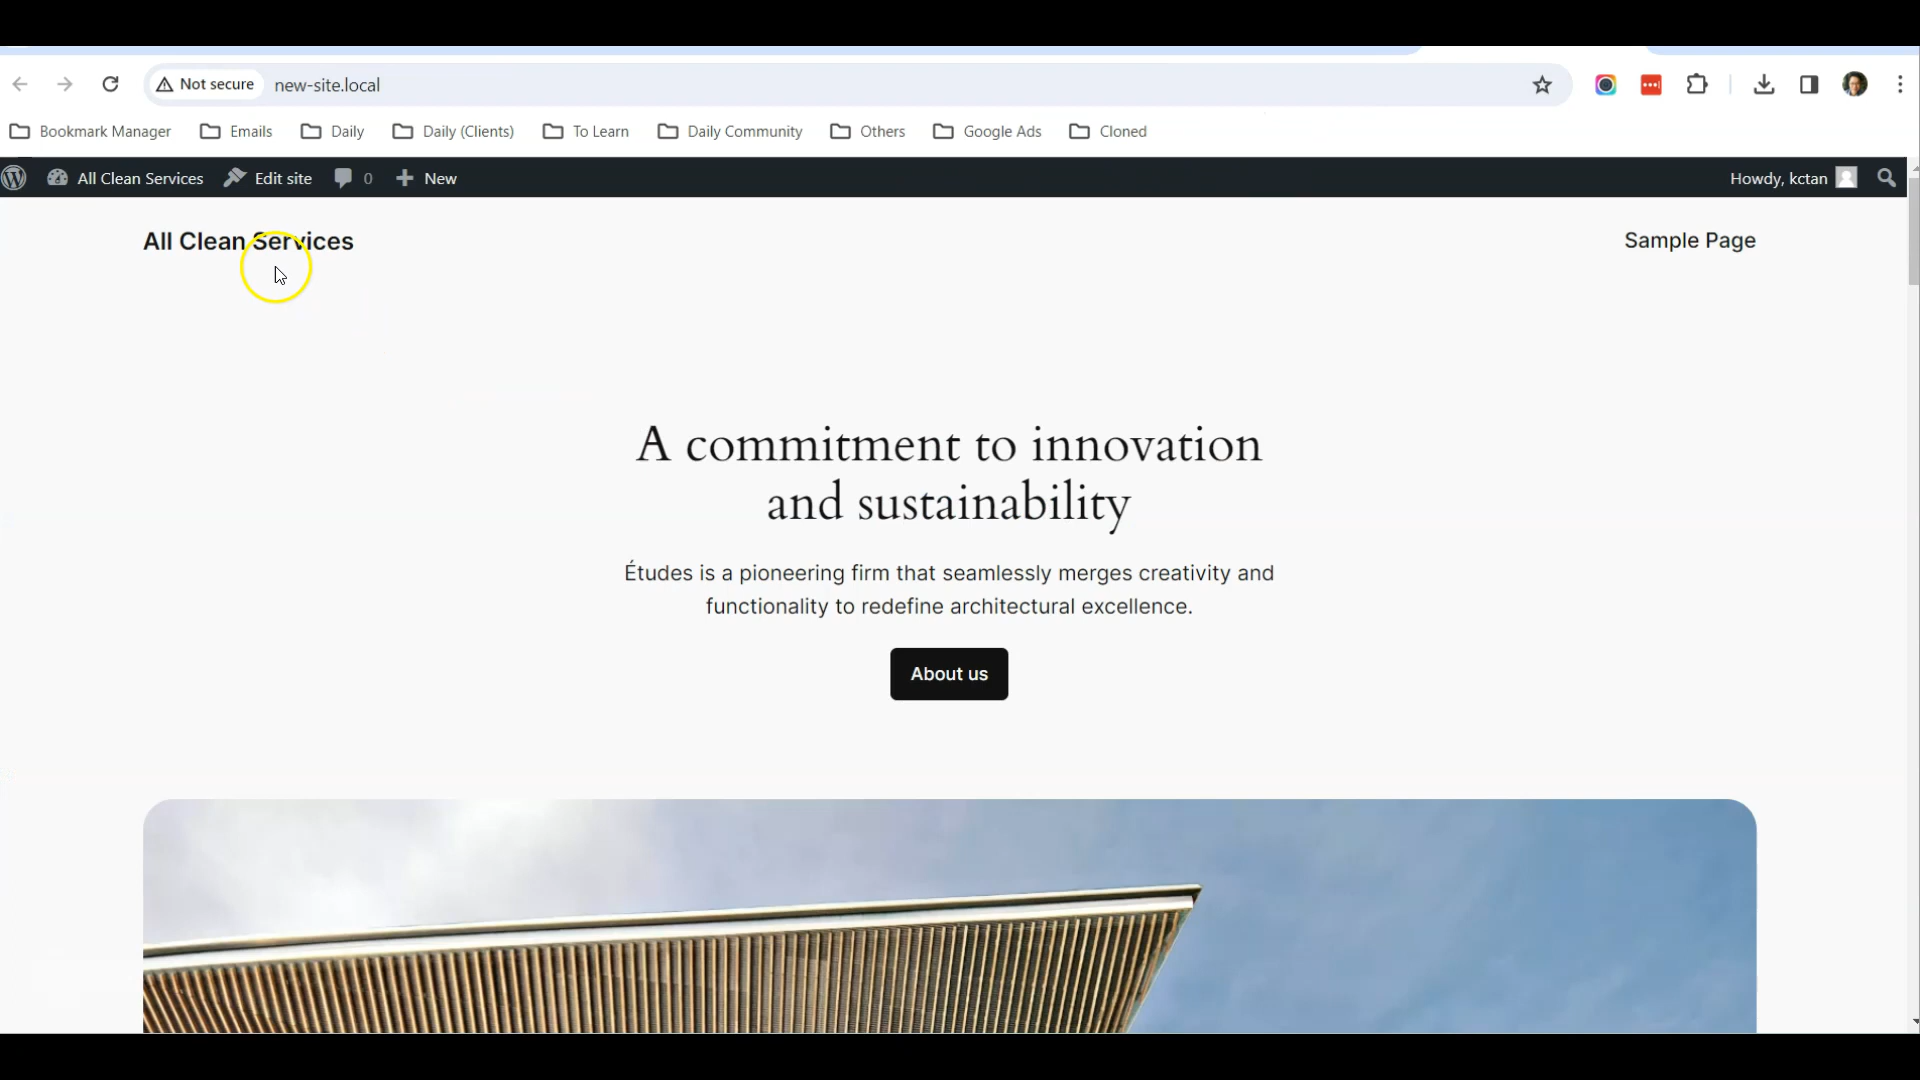 Not secure new-site.local
Bookmark Manager Emails Daily Daily (Clients) To Learn Daily Community Others Google Ads Cloned
All Clean Services Edit site 0 New Howdy, kctan
All Clean Services Sample Page
A commitment to innovation
and sustainability
Études is a pioneering firm that seamlessly merges creativity and
functionality to redefine architectural excellence.
About us